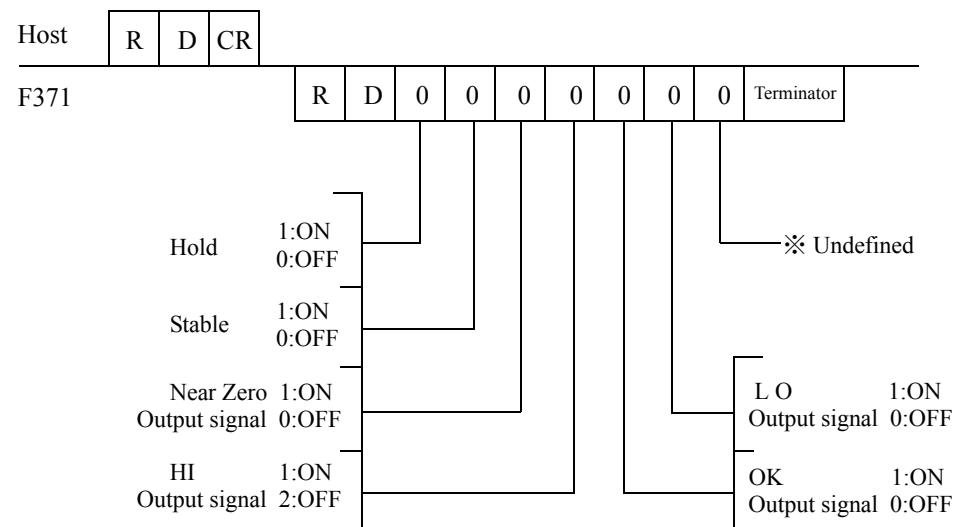 Host R D CR
F371 R D 0 0 0 0 0 0 0 Terminator
Hold 1:ON
0:OFF
※ Undefined
Stable 1:ON
0:OFF
Near Zero 1:ON
Output signal 0:OFF
L O 1:ON
Output signal 0:OFF
HI 1:ON
Output signal 2:OFF
OK 1:ON
Output signal 0:OFF